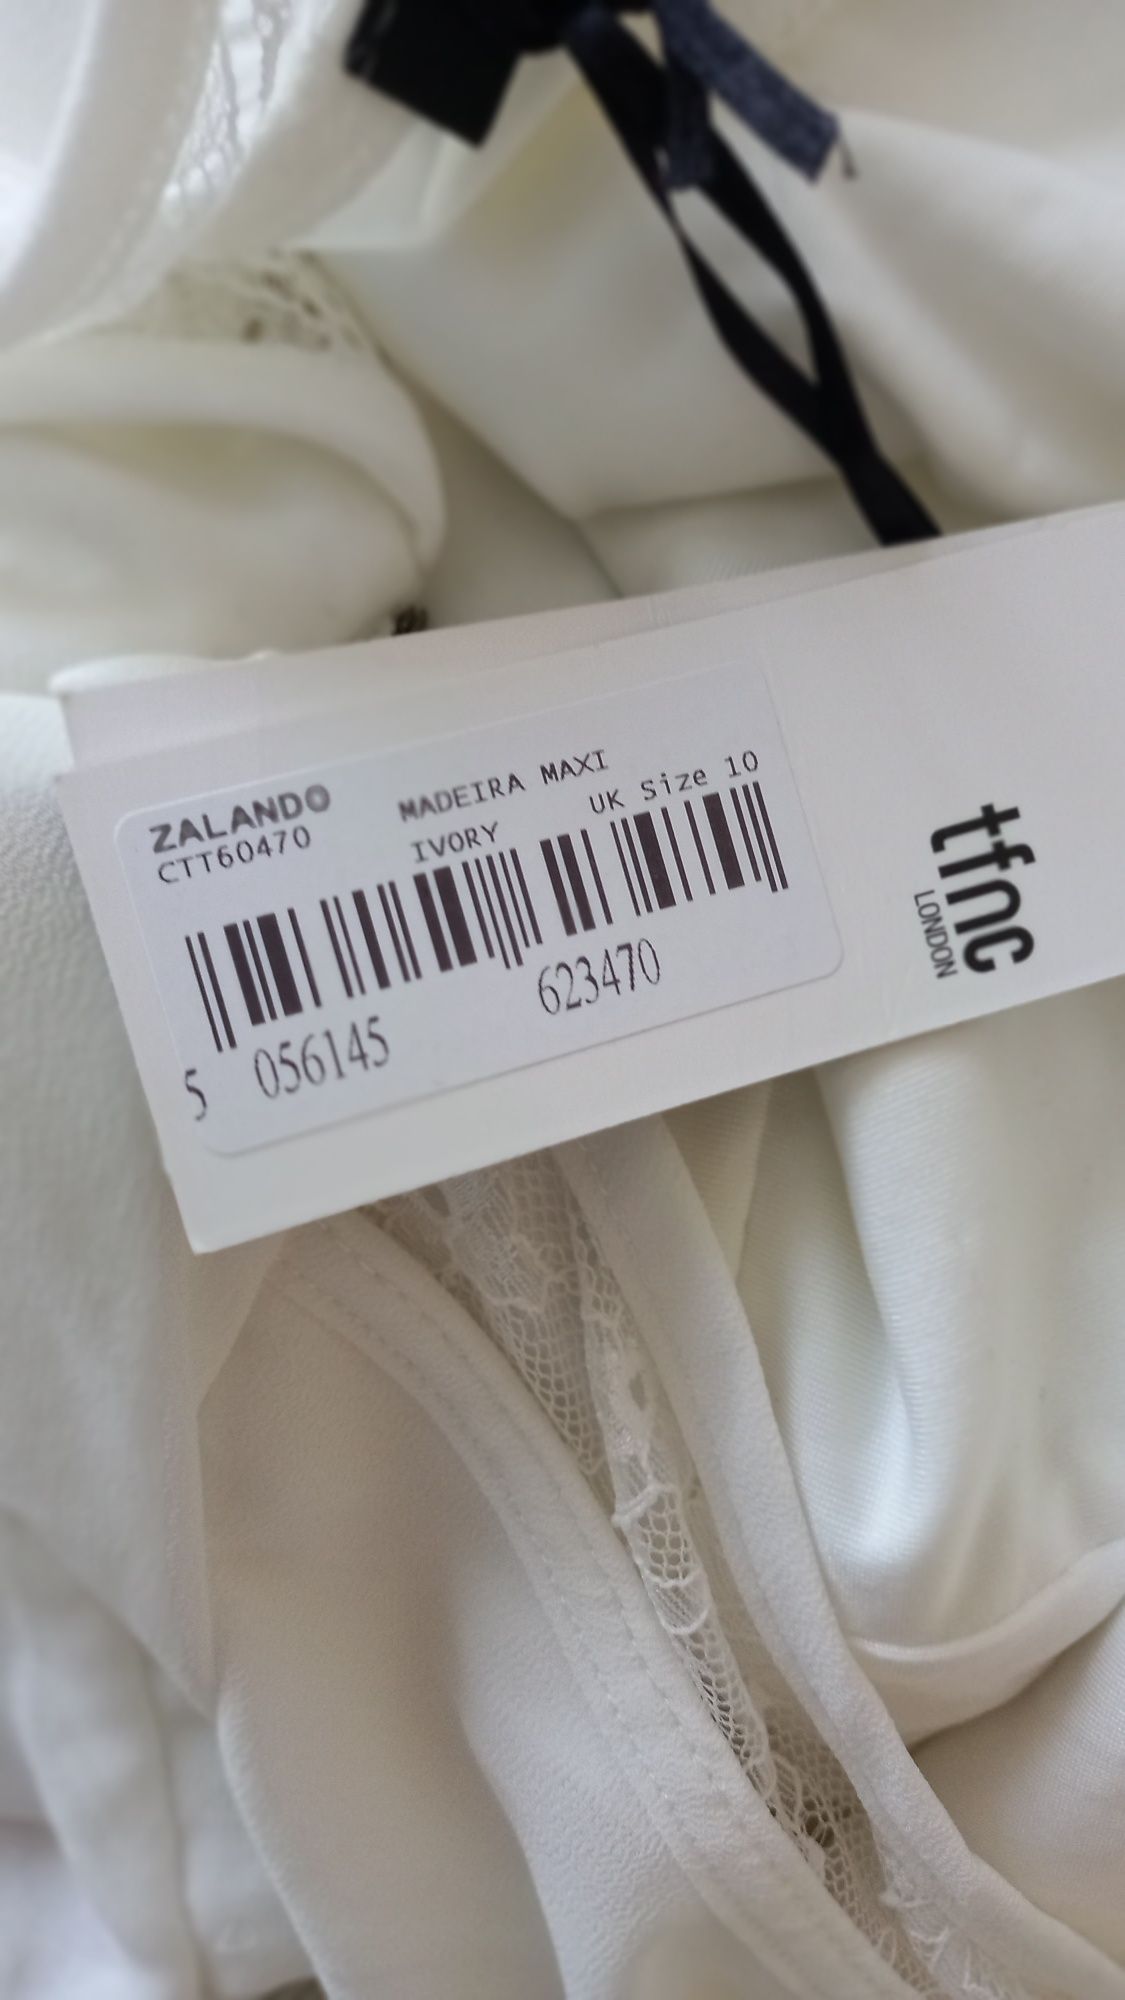 ZALANDO
CTT60470
MADEIRA MAXI
IVORY
UK Size 10
5 056145 623470
tfnc
LONDON